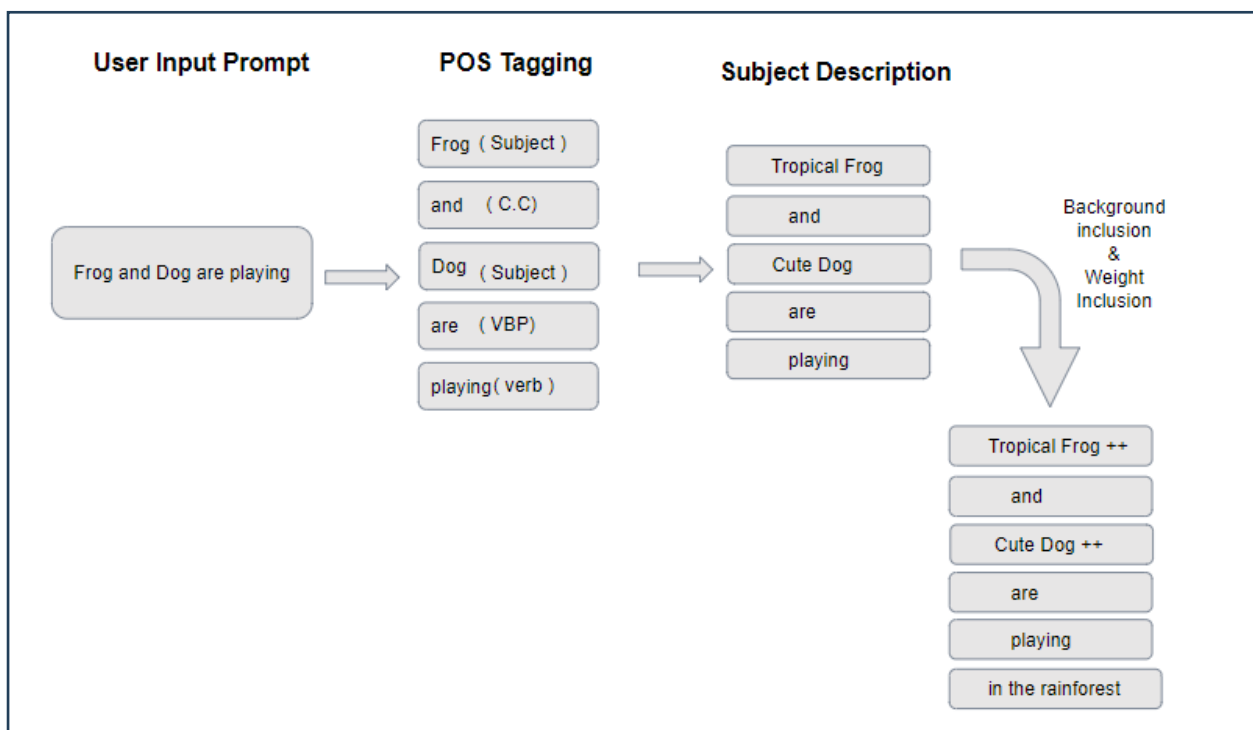 User Input Prompt
POS Tagging
Subject Description
Frog and Dog are playing
Frog ( Subject )
and ( C.C)
Dog ( Subject )
are ( VBP)
playing( verb )
Tropical Frog
and
Cute Dog
are
playing
Background
inclusion
&
Weight
Inclusion
Tropical Frog ++
and
Cute Dog ++
are
playing
in the rainforest